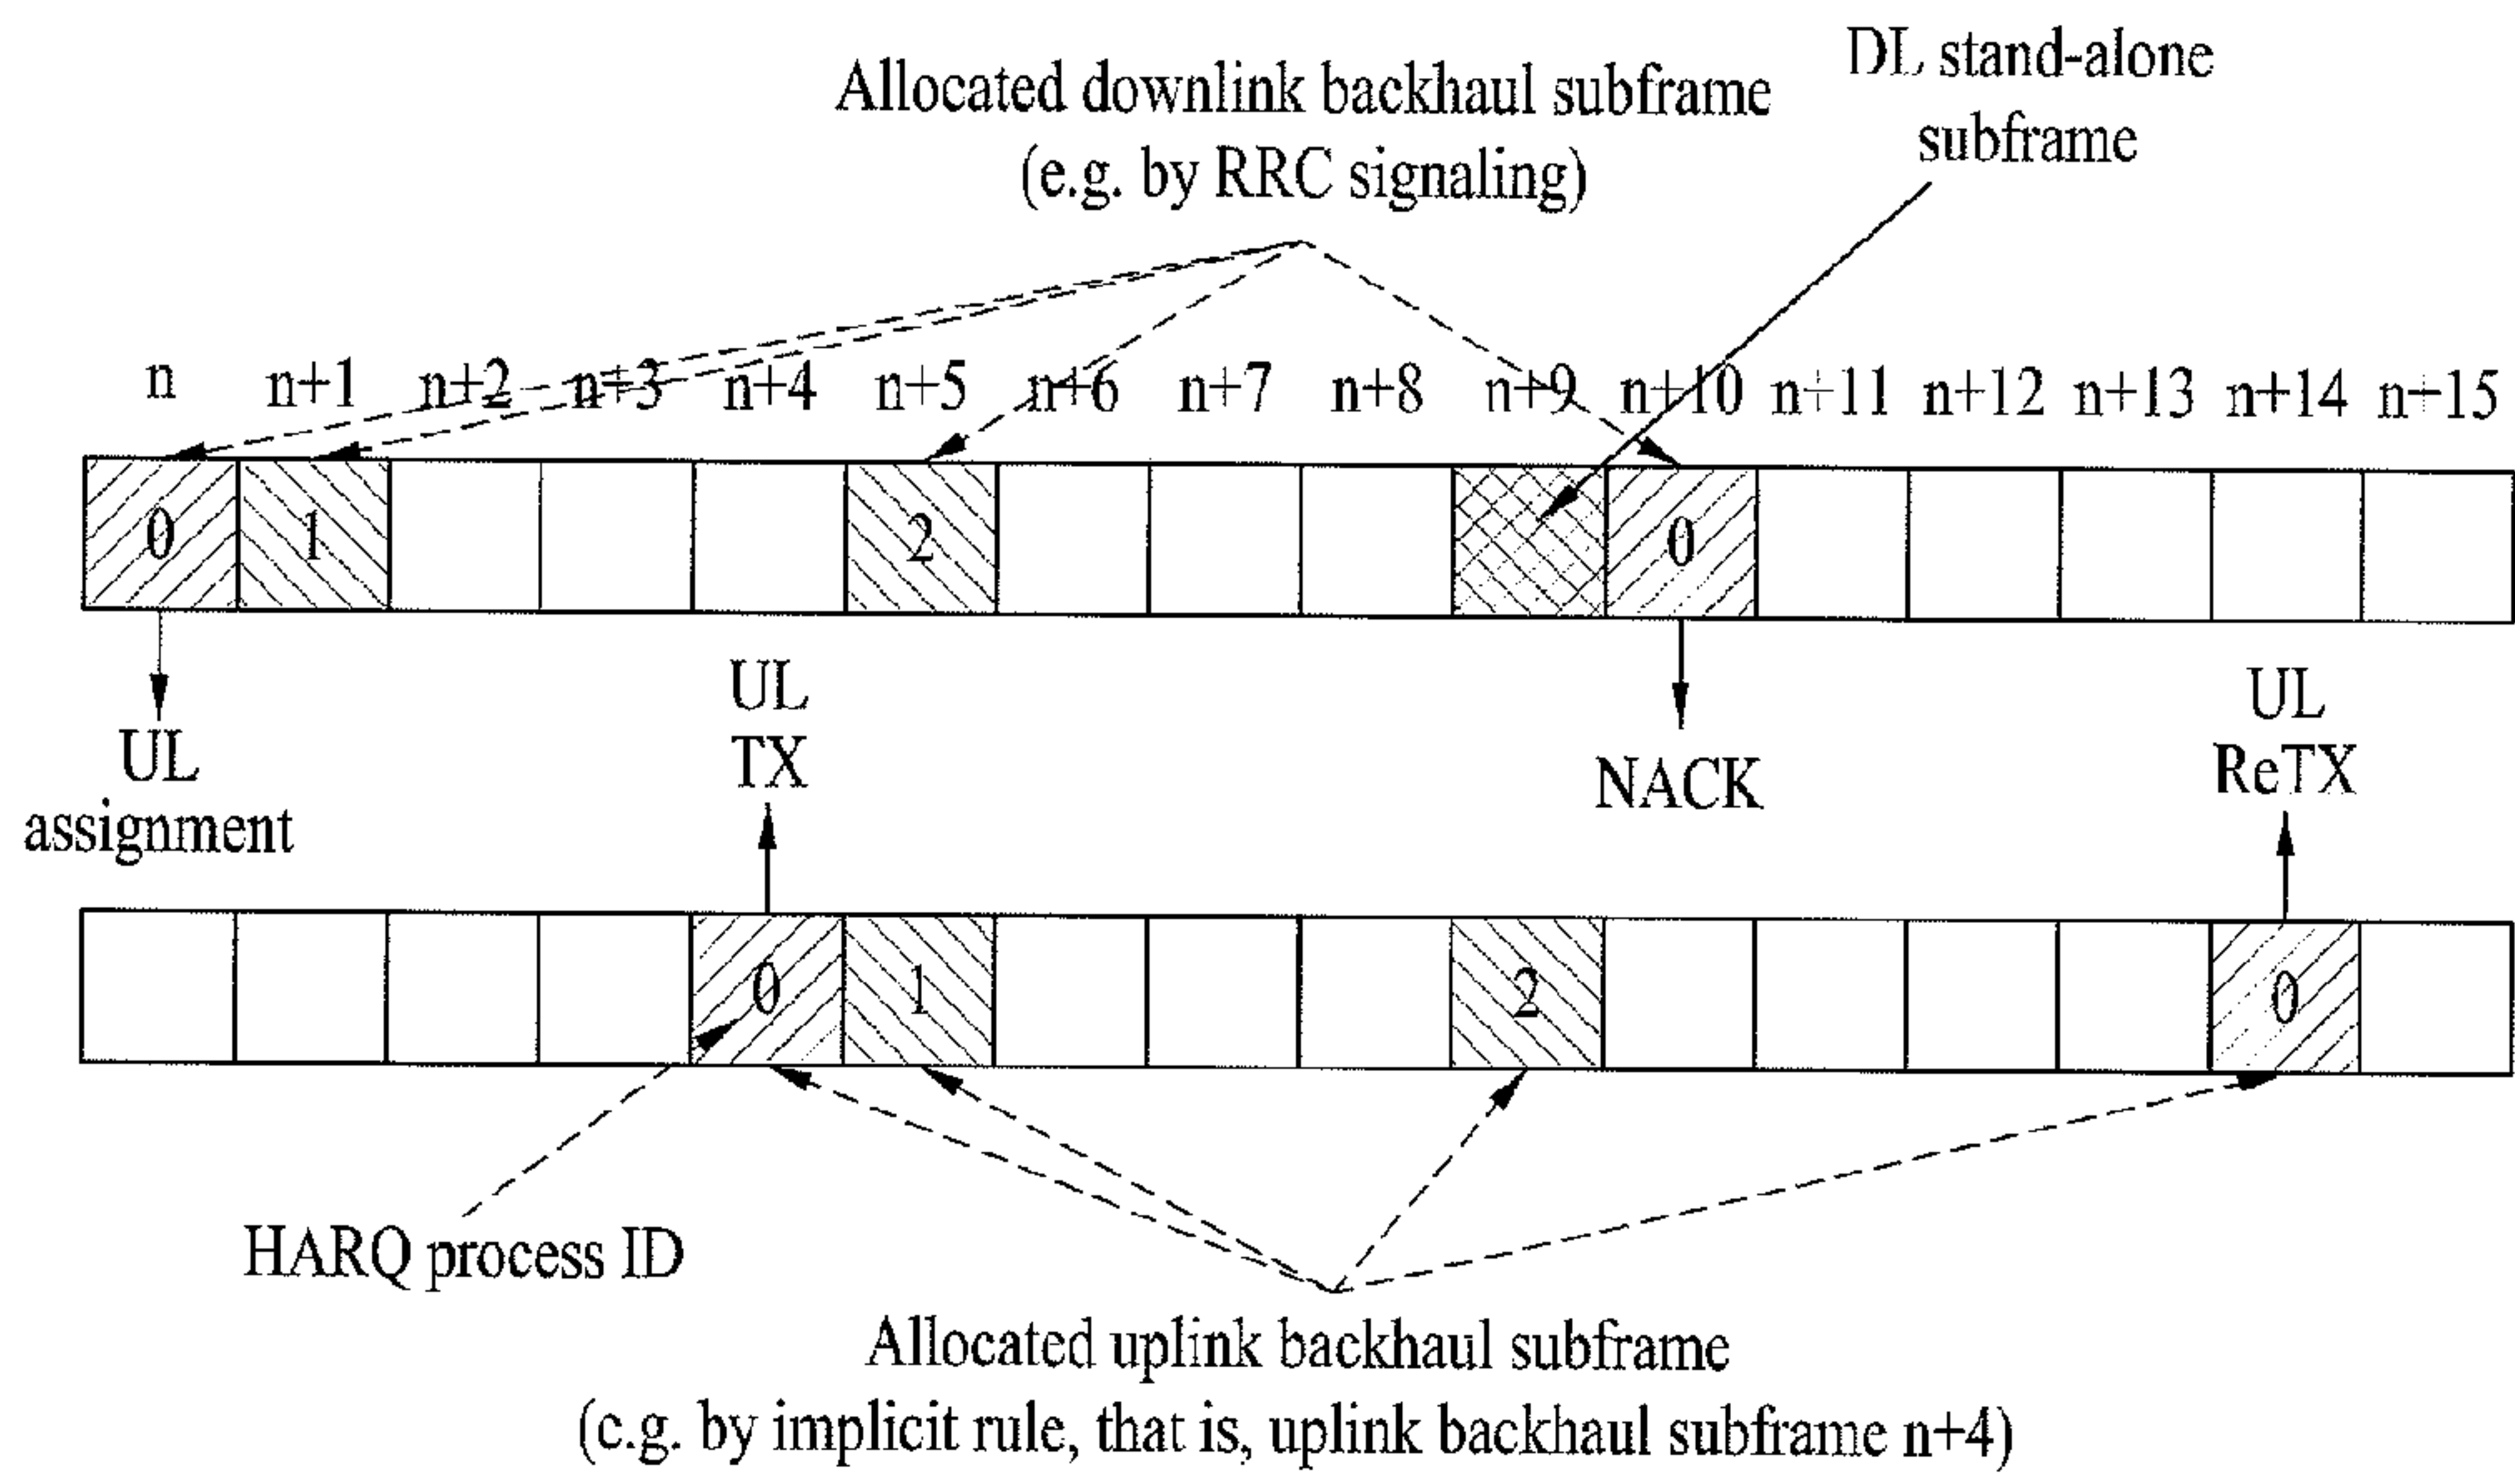 DL stand-alone
subframe
Allocated downlink backhaul subframe
(e.g. by RRC signaling)
n n+1 n+2 n+3 n+4 n+5 n+6 n+7 n+8 n+9 n+10 n+11 n+12 n+13 n+14 n+15
0 1 2 0
UL
assignment
UL
TX
NACK
UL
ReTX
0 1 2 0
HARQ process ID
Allocated uplink backhaul subframe
(c.g. by implicit rule, that is, uplink backhaul subframe n+4)